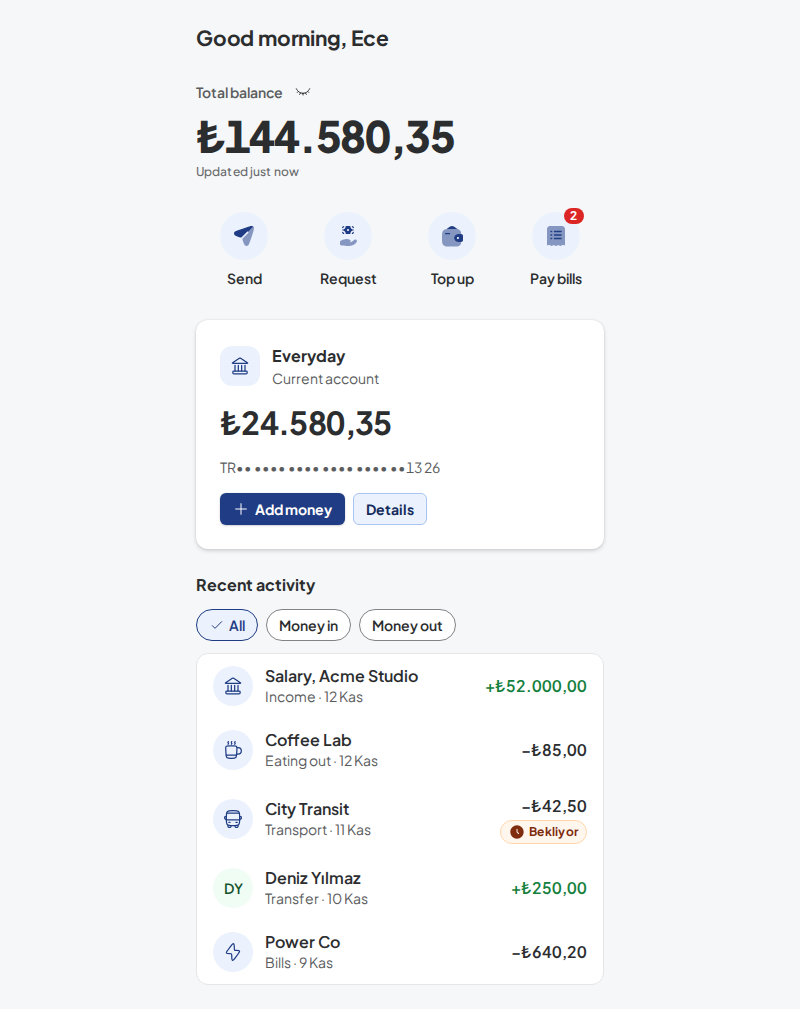 Good morning, Ece
Total balance
₺144.580,35
Updated just now
2
Send
Request
Top up
Pay bills
Everyday
Current account
₺24.580,35
TR•• •••• •••• •••• •••• ••1326
Add money
Details
Recent activity
All
Money in
Money out
Salary, Acme Studio
+₺52.000,00
Income · 12 Kas
Coffee Lab
−₺85,00
Eating out · 12 Kas
City Transit
−₺42,50
Transport · 11 Kas
Bekliyor
DY
Deniz Yılmaz
+₺250,00
Transfer · 10 Kas
Power Co
−₺640,20
Bills · 9 Kas